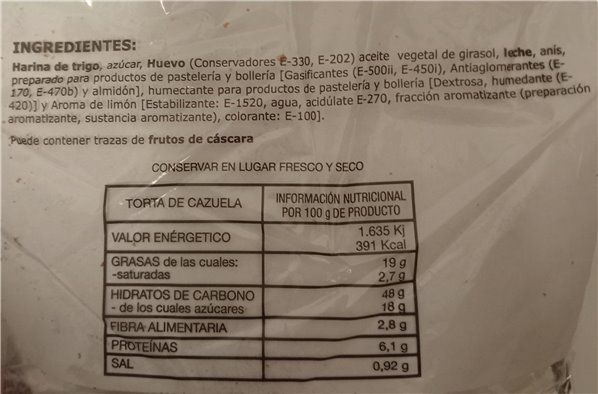 INGREDIENTES:
Harina de trigo, azúcar, Huevo (Conservadores E-330, E-202) aceite vegetal de girasol, leche, anís,
preparado para productos de pastelería y bollería [Gasificantes (E-500ii, E-450i), Antiaglomerantes (E-
170, E-470b) y almidón], humectante para productos de pastelería y bollería [Dextrosa, humedante (E-
420)] y Aroma de limón [Estabilizante: E-1520, agua, acidúlate E-270, fracción aromatizante (preparación
aromatizante, sustancia aromatizante), colorante: E-100].
Puede contener trazas de frutos de cáscara
CONSERVAR EN LUGAR FRESCO Y SECO
TORTA DE CAZUELA
INFORMACIÓN NUTRICIONAL
POR 100 g DE PRODUCTO
VALOR ENÉRGETICO
1.635 Kj
391 Kcal
GRASAS de las cuales:
19 g
-saturadas
2,7 g
HIDRATOS DE CARBONO
48 g
- de los cuales azúcares
18 g
FIBRA ALIMENTARIA
2,8 g
PROTEÍNAS
6,1 g
SAL
0,92 g